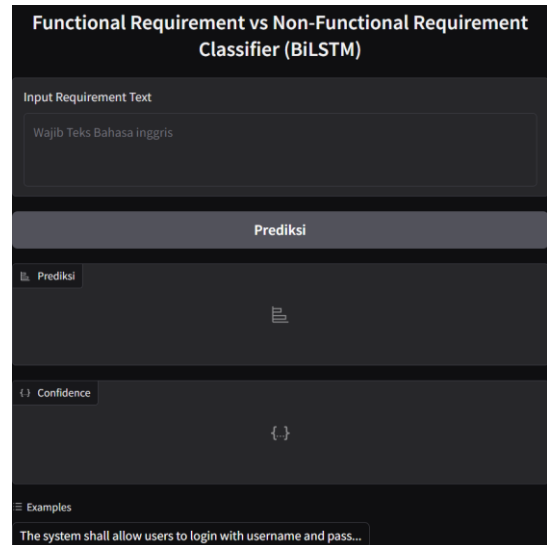 Functional Requirement vs Non-Functional Requirement
Classifier (BiLSTM)
Input Requirement Text
Wajib Teks Bahasa inggris
Prediksi
Prediksi
{.} Confidence
{..}
Examples
The system shall allow users to login with username and pass...